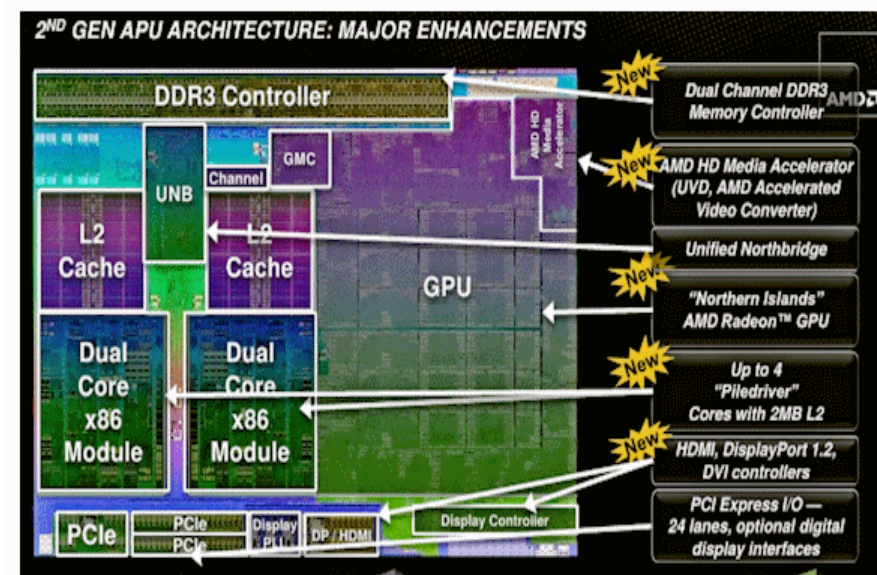 2ND GEN APU ARCHITECTURE: MAJOR ENHANCEMENTS
DDR3 Controller
AMD HD
Media
Accelerator
GMC
Channel
UNB
L2
Cache
L2
Cache
GPU
Dual
Core
x86
Module
Dual
Core
x86
Module
PCIe
PCIe
PCIe
Display
PLL
DP / HDMI
Display Controller
New
Dual Channel DDR3
Memory Controller
AMD
New
AMD HD Media Accelerator
(UVD, AMD Accelerated
Video Converter)
Unified Northbridge
New
“Northern Islands”
AMD Radeon™ GPU
New
Up to 4
“Piledriver”
Cores with 2MB L2
New
HDMI, DisplayPort 1.2,
DVI controllers
PCI Express I/O —
24 lanes, optional digital
display interfaces